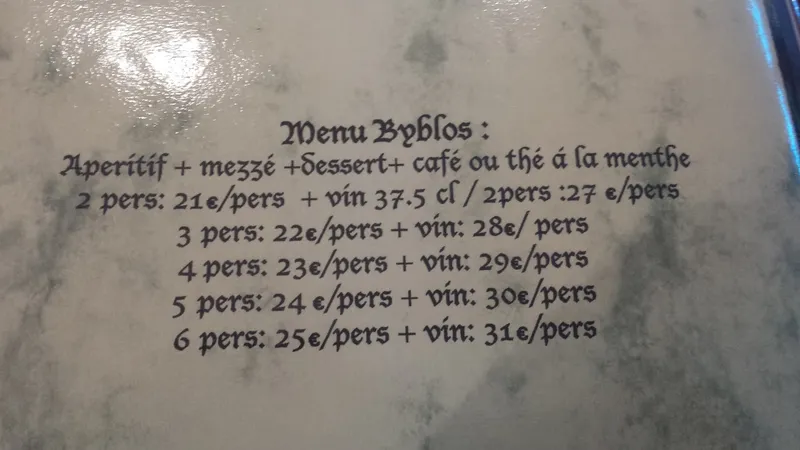 Menu Byblos :
Aperitif + mezzé +dessert+ café ou thé á la menthe
2 pers: 21€/pers + vin 37.5 cl / 2pers :27 €/pers
3 pers: 22€/pers + vin: 28€/ pers
4 pers: 23€/pers + vin: 29€/pers
5 pers: 24 €/pers + vin: 30€/pers
6 pers: 25€/pers + vin: 31€/pers